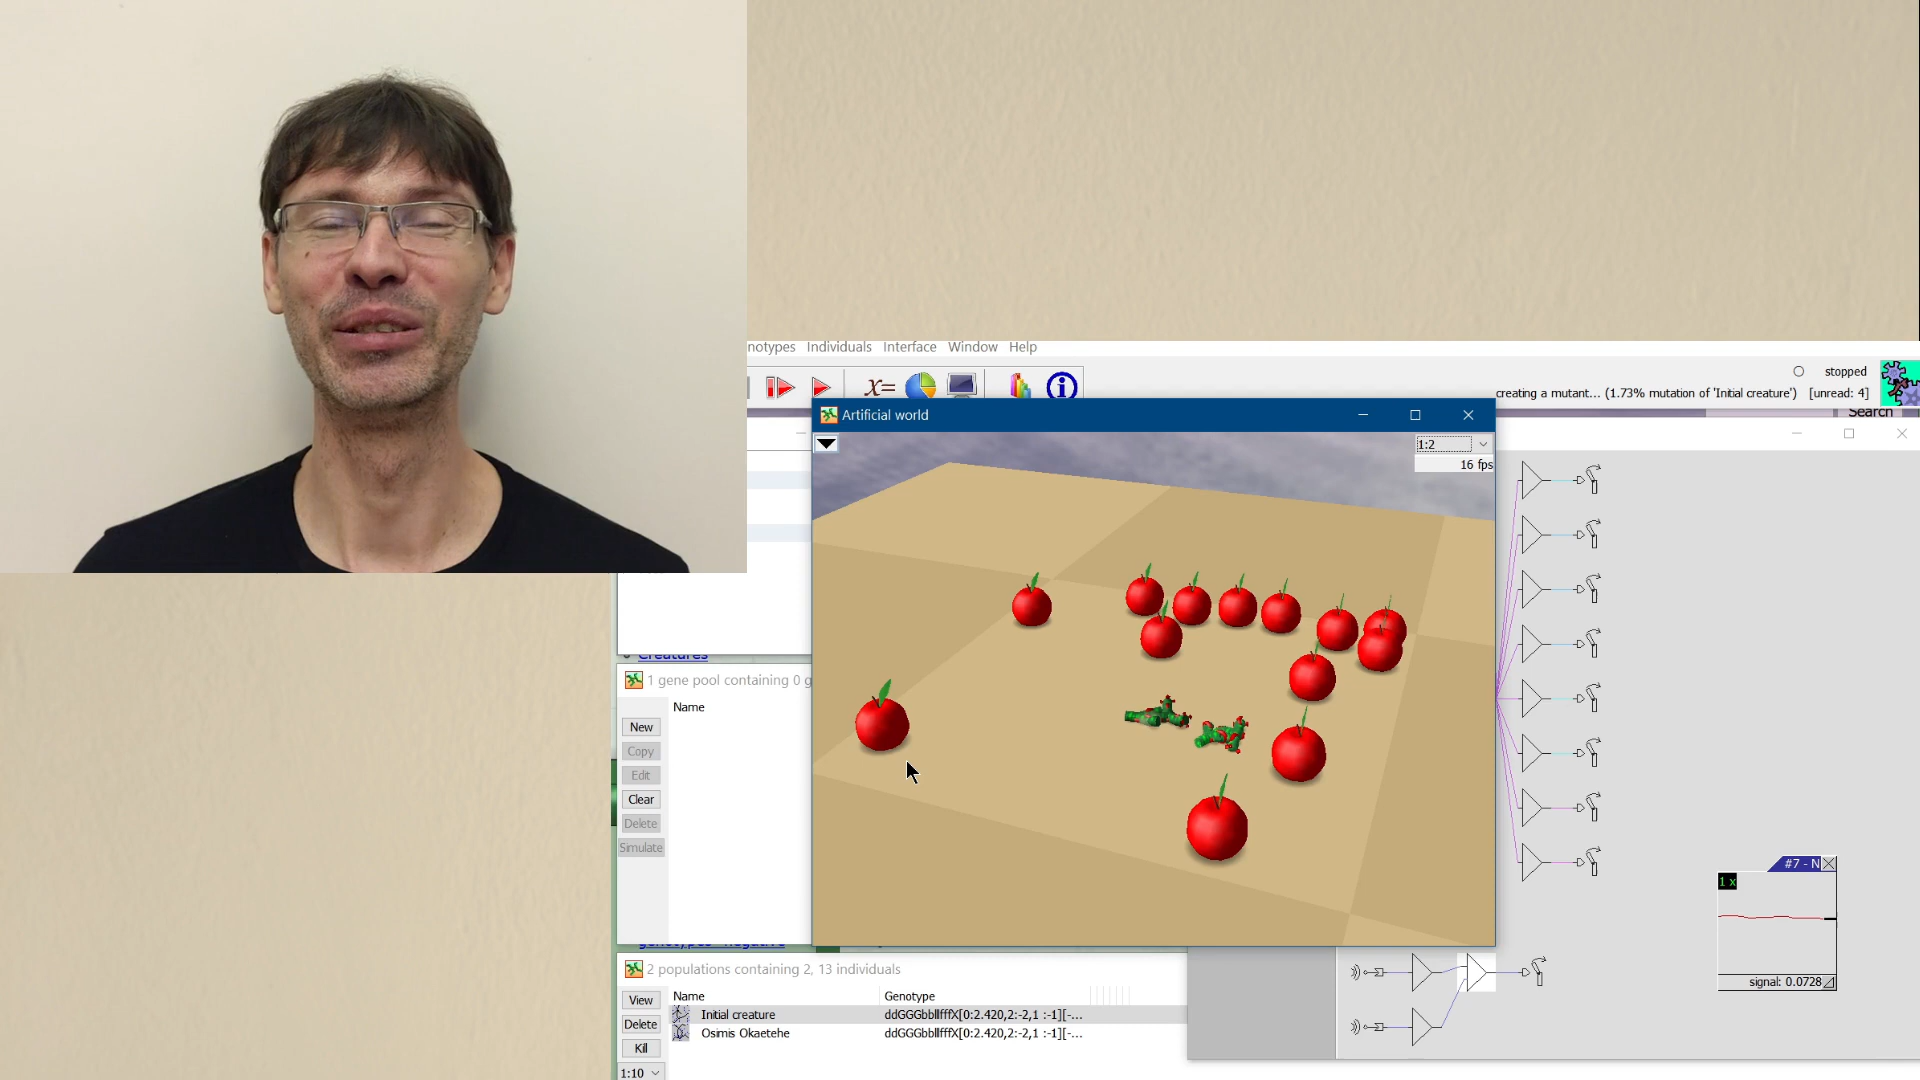 notypes Individuals Interface Window Help
x=
stopped
creating a mutant... (1.73% mutation of 'Initial creature') [unread: 4]
Search
Artificial world
1:2
16 fps
Creatures
1 gene pool containing 0 g
Name
New
Copy
Edit
Clear
Delete
Simulate
#7 - N
1 x
signal: 0.0728
2 populations containing 2, 13 individuals
View
Name Genotype
Initial creature ddGGGbbllfffX[0:2.420,2:-2,1 :-1][-...
Delete
Osimis Okaetehe ddGGGbbllfffX[0:2.420,2:-2,1 :-1][-...
Kill
1:10